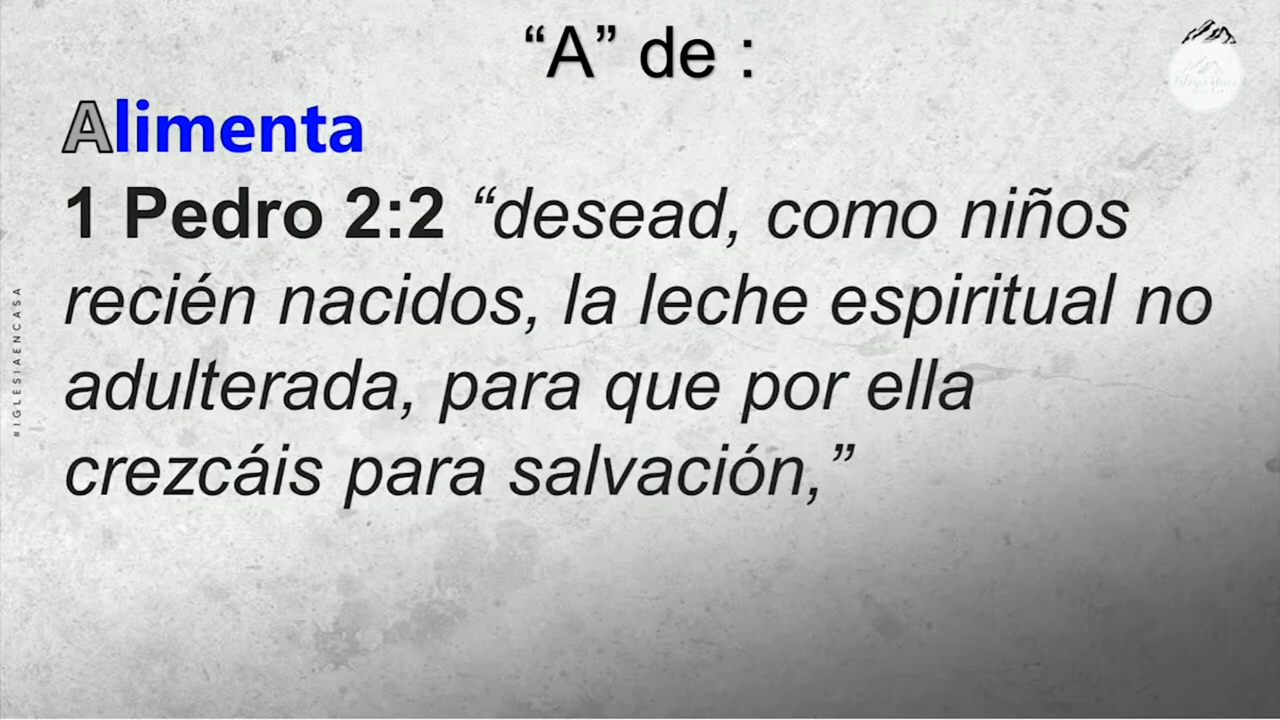 “A” de :
Alimenta
1 Pedro 2:2 “desead, como niños
recién nacidos, la leche espiritual no
adulterada, para que por ella
crezcáis para salvación,”
#IGLESIAENCASA